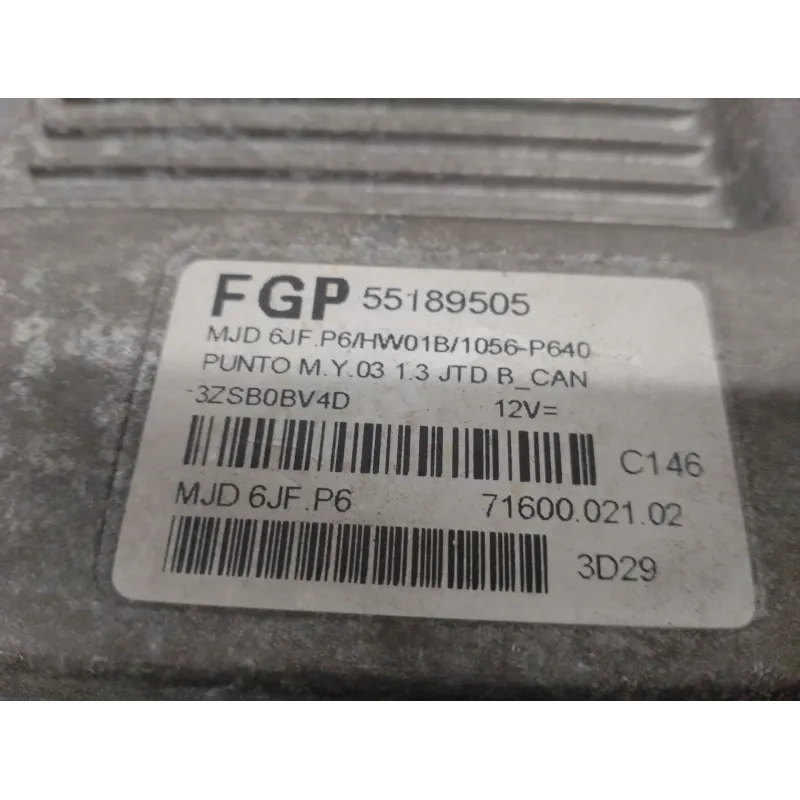 FGP 55189505
MJD 6JF.P6/HW01B/1056-P640
PUNTO M.Y.03 1.3 JTD B_CAN
3ZSB0BV4D 12V=
C146
MJD 6JF.P6 71600.021.02
3D29